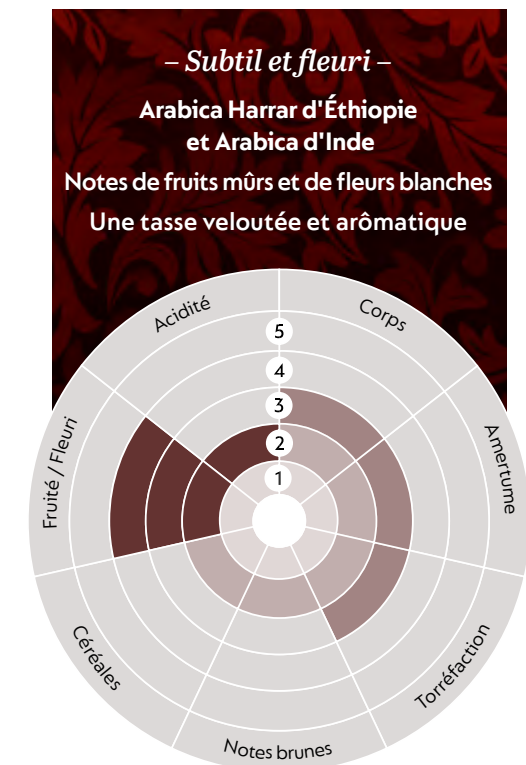 – Subtil et fleuri –
Arabica Harrar d'Éthiopie
et Arabica d'Inde
Notes de fruits mûrs et de fleurs blanches
Une tasse veloutée et arômatique
Acidité
Corps
5
4
3
2
1
Fruité / Fleuri
Amertume
Céréales
Torréfaction
Notes brunes